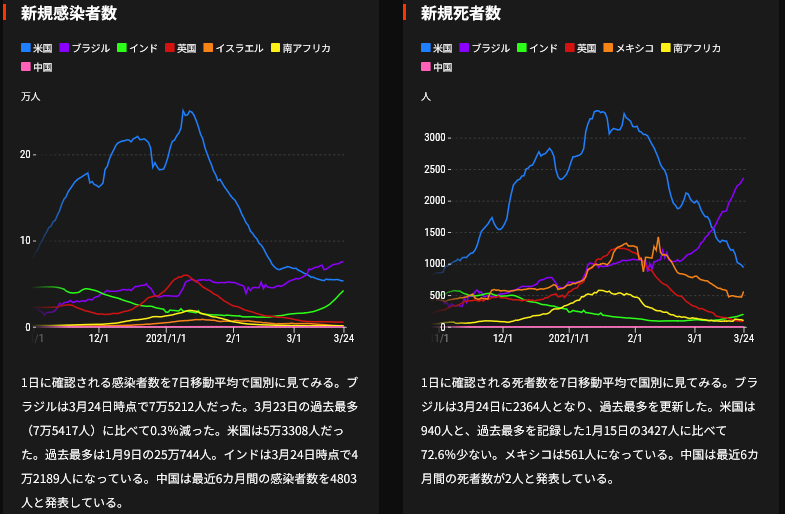 新規感染者数
米国 ブラジル インド 英国 イスラエル 南アフリカ
中国
万人
20
10
0
/1 12/1 2021/1/1 2/1 3/1 3/24
1日に確認される感染者数を7日移動平均で国別に見てみる。ブ
ラジルは3月24日時点で7万5212人だった。3月23日の過去最多
（7万5417人）に比べて0.3%減った。米国は5万3308人だっ
た。過去最多は1月9日の25万744人。インドは3月24日時点で4
万2189人になっている。中国は最近6カ月間の感染者数を4803
人と発表している。
新規死者数
米国 ブラジル インド 英国 メキシコ 南アフリカ
中国
人
3000
2500
2000
1500
1000
500
0
/1 12/1 2021/1/1 2/1 3/1 3/24
1日に確認される死者数を7日移動平均で国別に見てみる。ブラ
ジルは3月24日に2364人となり、過去最多を更新した。米国は
940人と、過去最多を記録した1月15日の3427人に比べて
72.6%少ない。メキシコは561人になっている。中国は最近6カ
月間の死者数が2人と発表している。